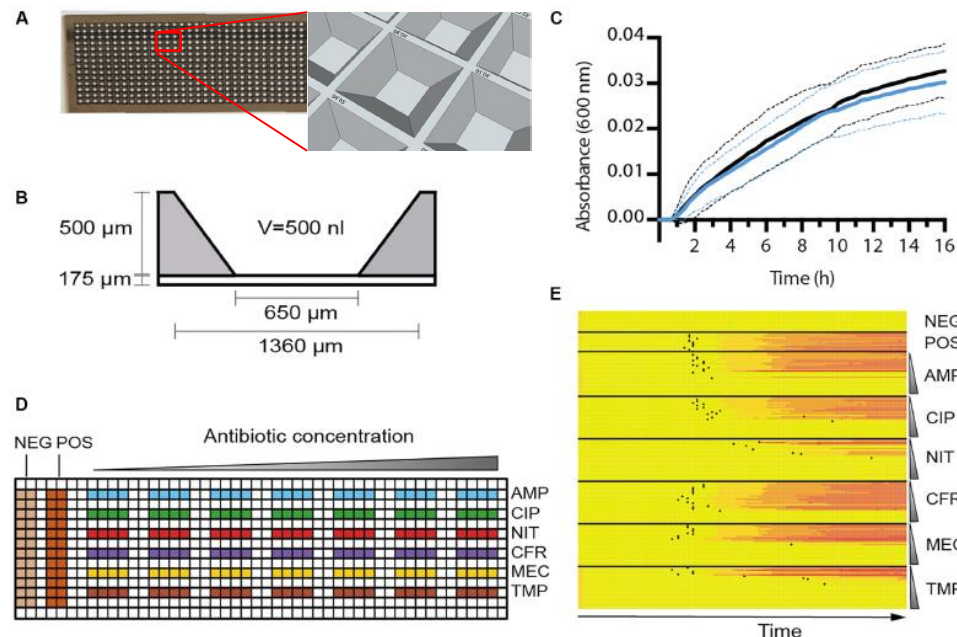 A
B
500 µm
V=500 nl
175 µm
650 µm
1360 µm
C
Absorbance (600 nm)
0.04
0.03
0.02
0.01
0.00
2
4
6
8
10
12
14
16
Time (h)
D
NEG POS
Antibiotic concentration
AMP
CIP
NIT
CFR
MEC
TMP
E
NEG
POS
AMP
CIP
NIT
CFR
MEC
TMP
Time